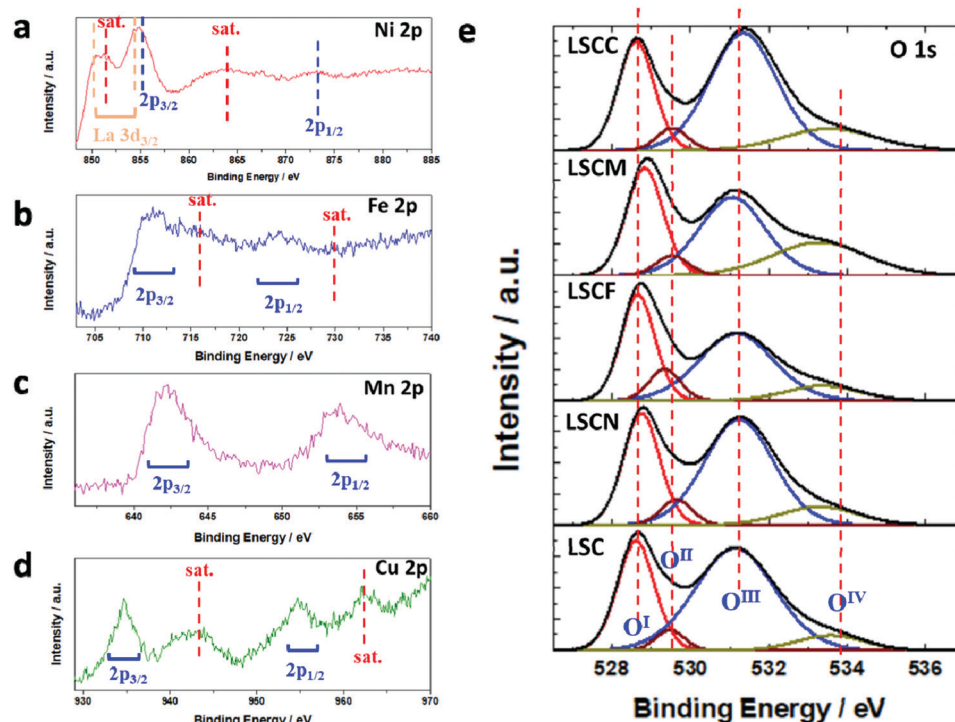 a
Ni 2p
sat.
sat.
2p3/2
2p1/2
La 3d3/2
Intensity / a.u.
850 855 860 865 870 875 880 885
Binding Energy / eV
b
Fe 2p
sat.
sat.
2p3/2
2p1/2
Intensity / a.u.
705 710 715 720 725 730 735 740
Binding Energy / eV
c
Mn 2p
2p3/2
2p1/2
Intensity / a.u.
640 645 650 655 660
Binding Energy / eV
d
Cu 2p
sat.
sat.
2p3/2
2p1/2
Intensity / a.u.
930 940 950 960 970
Binding Energy / eV
e
O 1s
LSCC
LSCM
LSCF
LSCN
LSC
O^I
O^II
O^III
O^IV
Intensity / a.u.
528 530 532 534 536
Binding Energy / eV